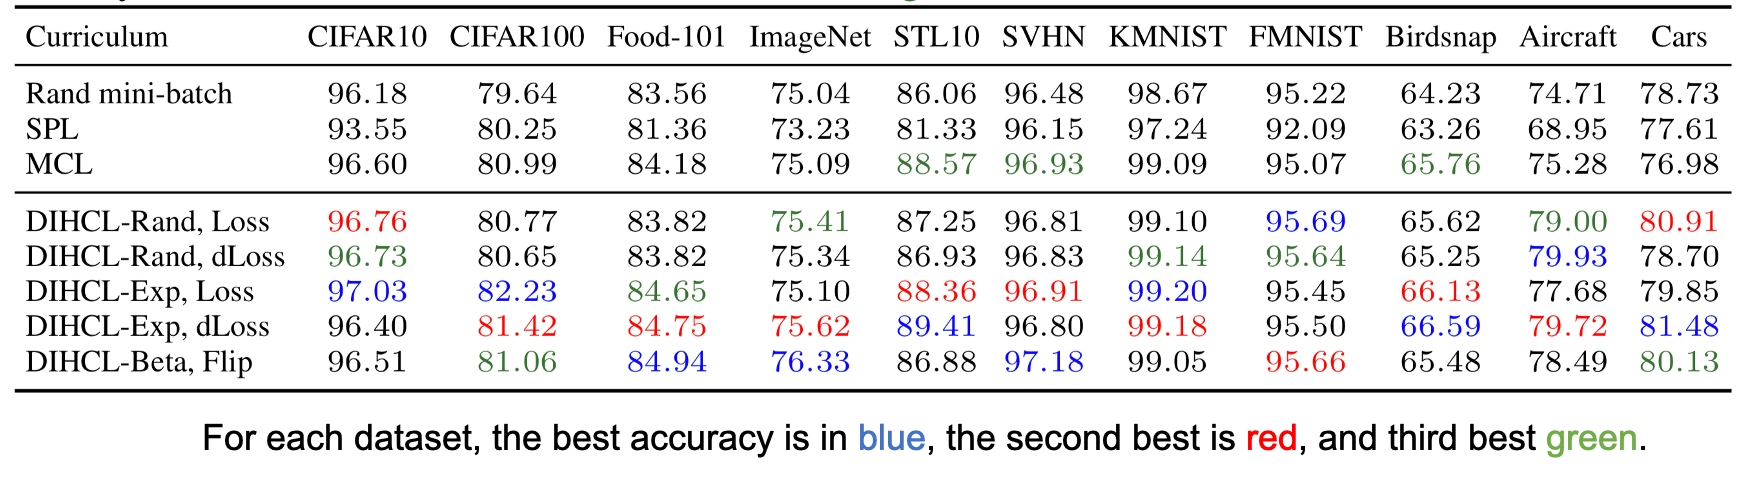 Curriculum CIFAR10 CIFAR100 Food-101 ImageNet STL10 SVHN KMNIST FMNIST Birdsnap Aircraft Cars
Rand mini-batch 96.18 79.64 83.56 75.04 86.06 96.48 98.67 95.22 64.23 74.71 78.73
SPL 93.55 80.25 81.36 73.23 81.33 96.15 97.24 92.09 63.26 68.95 77.61
MCL 96.60 80.99 84.18 75.09 88.57 96.93 99.09 95.07 65.76 75.28 76.98
DIHCL-Rand, Loss 96.76 80.77 83.82 75.41 87.25 96.81 99.10 95.69 65.62 79.00 80.91
DIHCL-Rand, dLoss 96.73 80.65 83.82 75.34 86.93 96.83 99.14 95.64 65.25 79.93 78.70
DIHCL-Exp, Loss 97.03 82.23 84.65 75.10 88.36 96.91 99.20 95.45 66.13 77.68 79.85
DIHCL-Exp, dLoss 96.40 81.42 84.75 75.62 89.41 96.80 99.18 95.50 66.59 79.72 81.48
DIHCL-Beta, Flip 96.51 81.06 84.94 76.33 86.88 97.18 99.05 95.66 65.48 78.49 80.13
For each dataset, the best accuracy is in blue, the second best is red, and third best green.